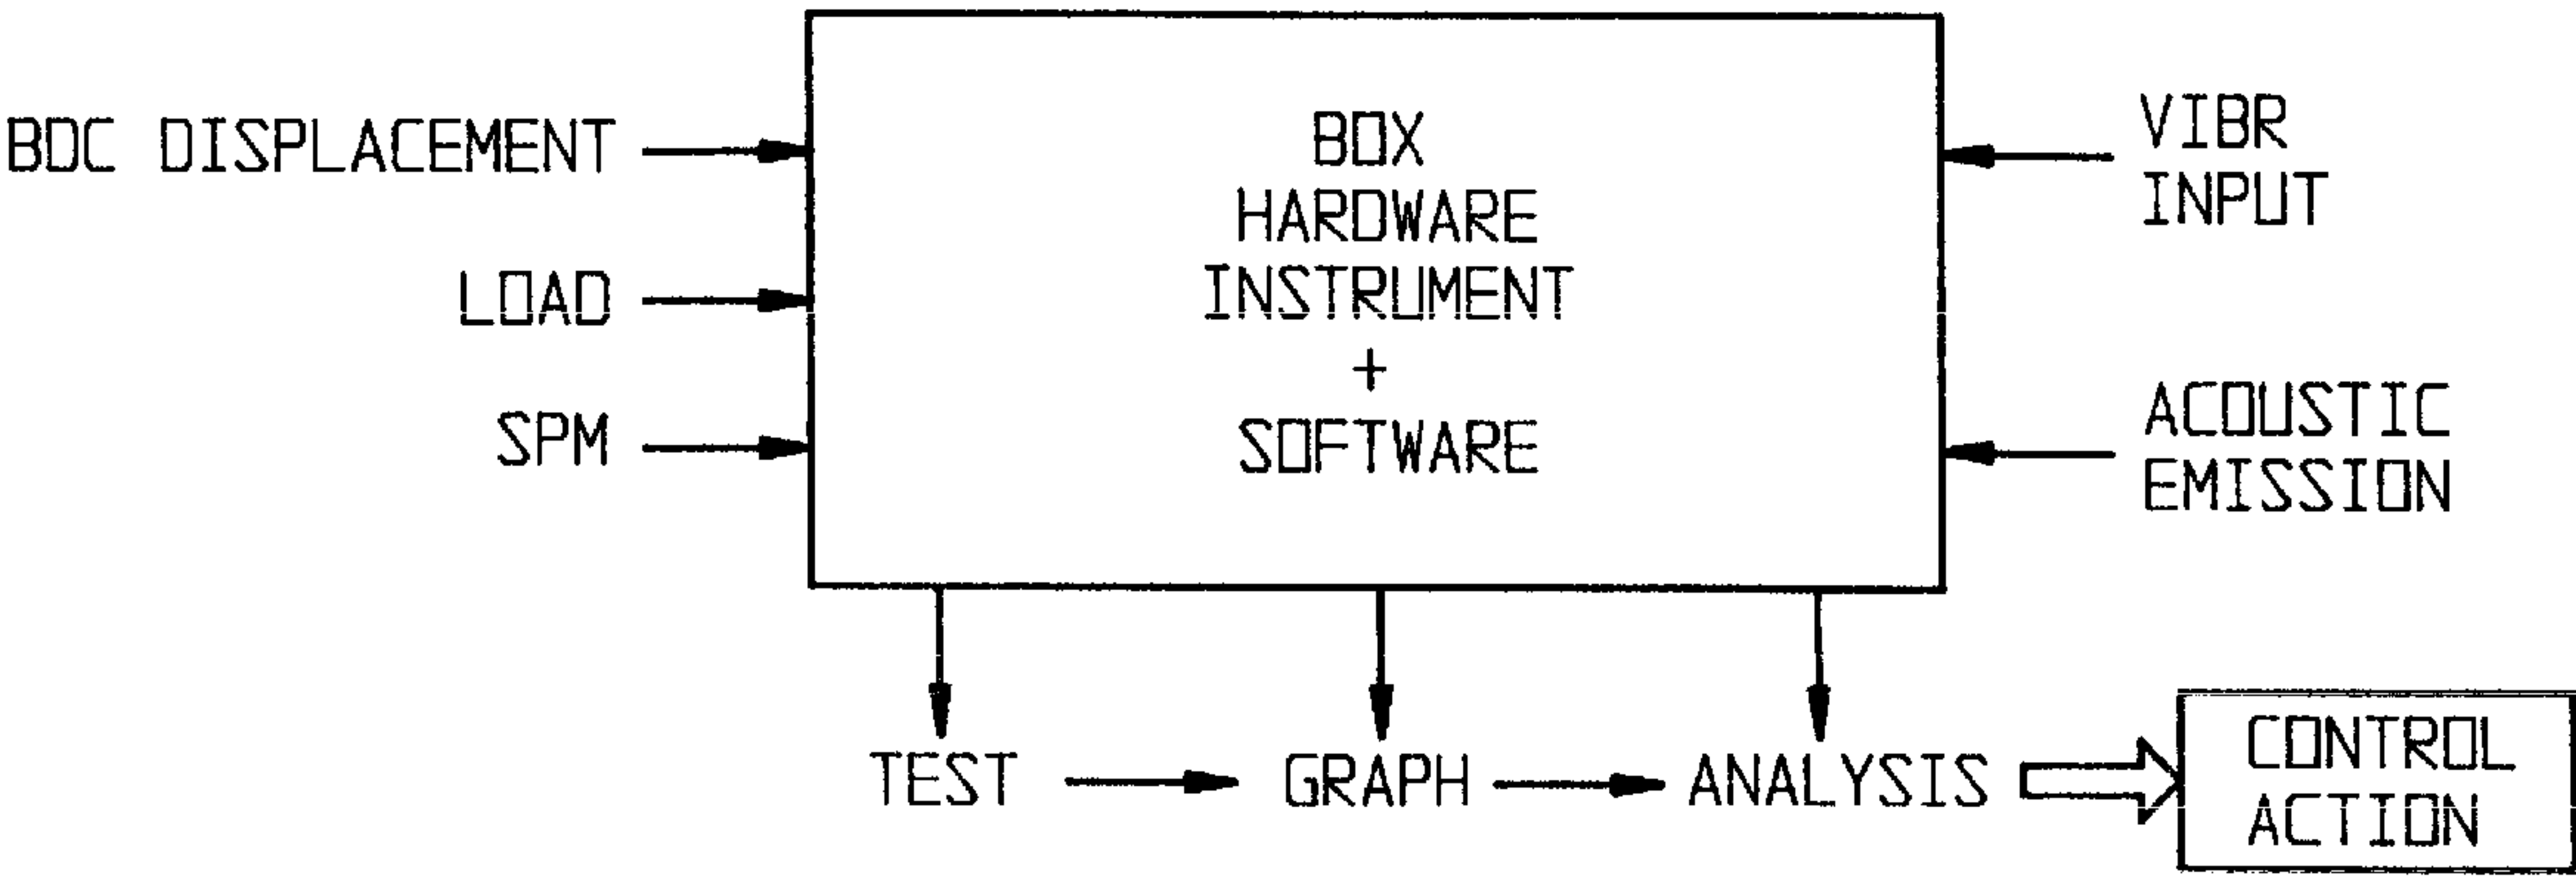 BDC DISPLACEMENT
LOAD
SPM
BOX
HARDWARE
INSTRUMENT
+
SOFTWARE
VIBR
INPUT
ACOUSTIC
EMISSION
TEST
GRAPH
ANALYSIS
CONTROL
ACTION